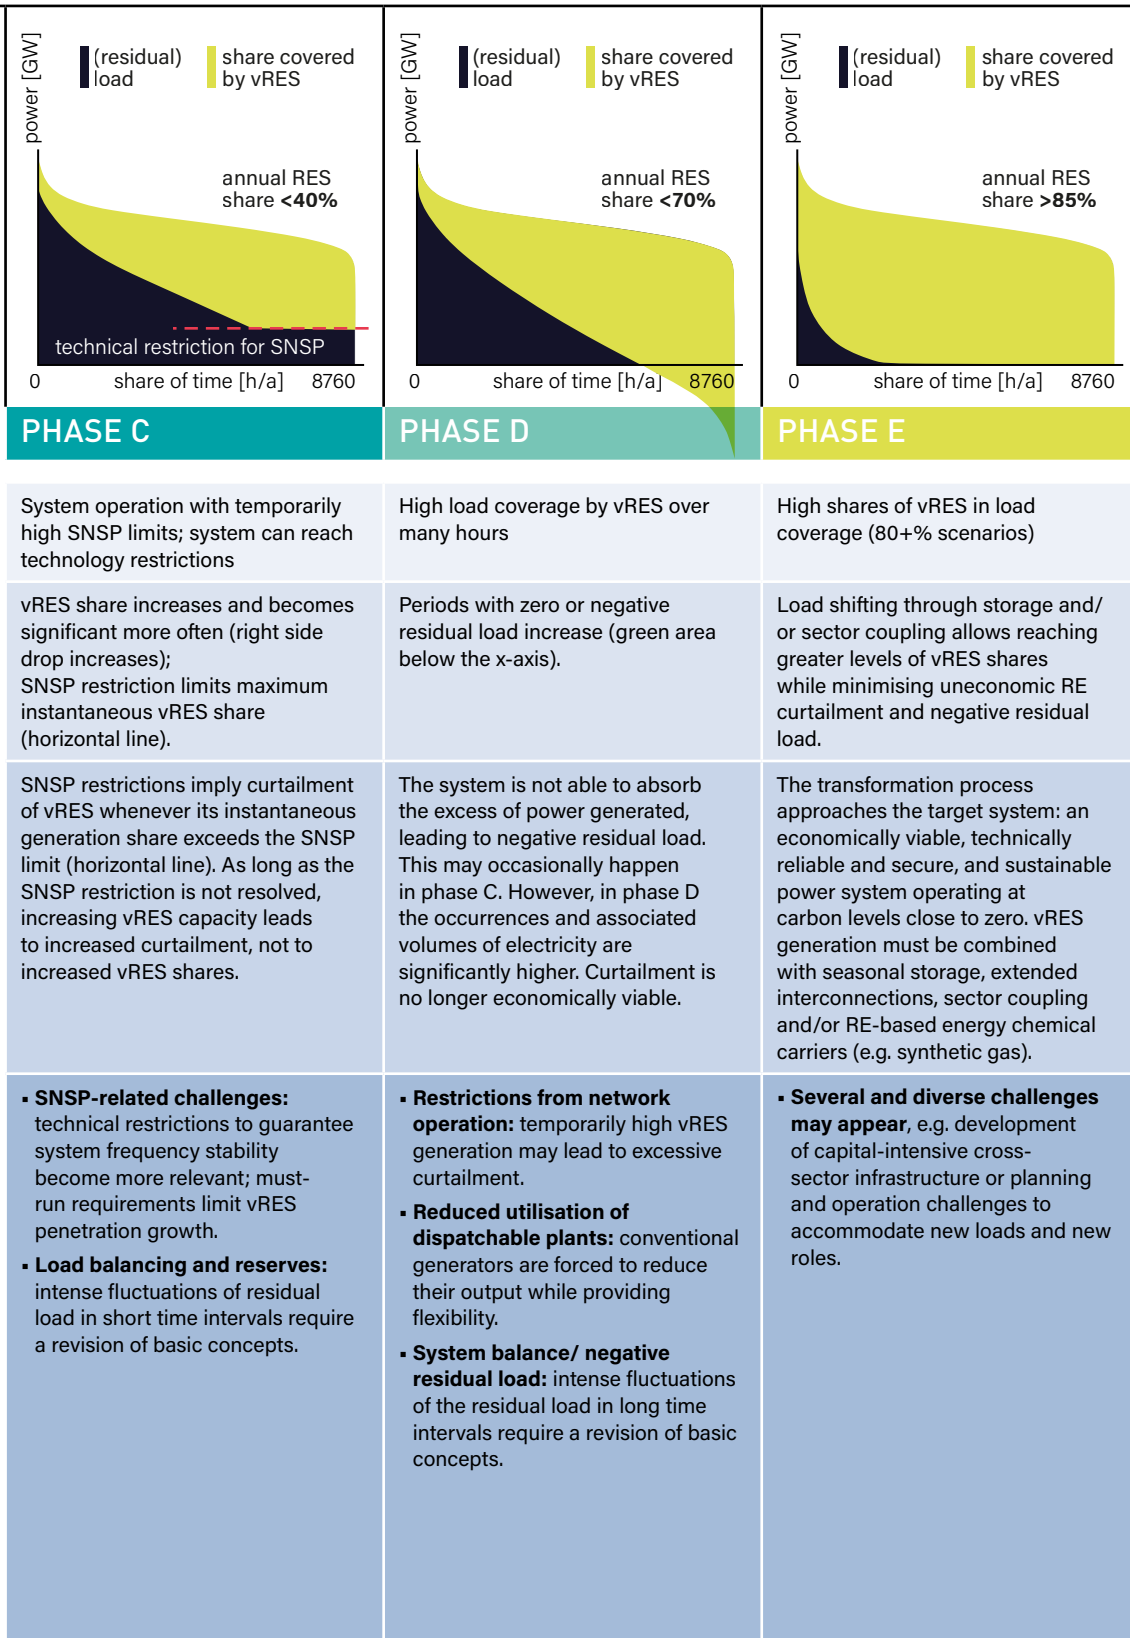 power [GW]
(residual)
load
share covered
by vRES
annual RES
share <40%
technical restriction for SNSP
0
share of time [h/a]
8760
PHASE C
System operation with temporarily
high SNSP limits; system can reach
technology restrictions
vRES share increases and becomes
significant more often (right side
drop increases);
SNSP restriction limits maximum
instantaneous vRES share
(horizontal line).
SNSP restrictions imply curtailment
of vRES whenever its instantaneous
generation share exceeds the SNSP
limit (horizontal line). As long as the
SNSP restriction is not resolved,
increasing vRES capacity leads
to increased curtailment, not to
increased vRES shares.
▪ SNSP-related challenges:
technical restrictions to guarantee
system frequency stability
become more relevant; must-
run requirements limit vRES
penetration growth.
▪ Load balancing and reserves:
intense fluctuations of residual
load in short time intervals require
a revision of basic concepts.
power [GW]
(residual)
load
share covered
by vRES
annual RES
share <70%
0
share of time [h/a]
8760
PHASE D
High load coverage by vRES over
many hours
Periods with zero or negative
residual load increase (green area
below the x-axis).
The system is not able to absorb
the excess of power generated,
leading to negative residual load.
This may occasionally happen
in phase C. However, in phase D
the occurrences and associated
volumes of electricity are
significantly higher. Curtailment is
no longer economically viable.
▪ Restrictions from network
operation: temporarily high vRES
generation may lead to excessive
curtailment.
▪ Reduced utilisation of
dispatchable plants: conventional
generators are forced to reduce
their output while providing
flexibility.
▪ System balance/ negative
residual load: intense fluctuations
of the residual load in long time
intervals require a revision of basic
concepts.
power [GW]
(residual)
load
share covered
by vRES
annual RES
share >85%
0
share of time [h/a]
8760
PHASE E
High shares of vRES in load
coverage (80+% scenarios)
Load shifting through storage and/
or sector coupling allows reaching
greater levels of vRES shares
while minimising uneconomic RE
curtailment and negative residual
load.
The transformation process
approaches the target system: an
economically viable, technically
reliable and secure, and sustainable
power system operating at
carbon levels close to zero. vRES
generation must be combined
with seasonal storage, extended
interconnections, sector coupling
and/or RE-based energy chemical
carriers (e.g. synthetic gas).
▪ Several and diverse challenges
may appear, e.g. development
of capital-intensive cross-
sector infrastructure or planning
and operation challenges to
accommodate new loads and new
roles.